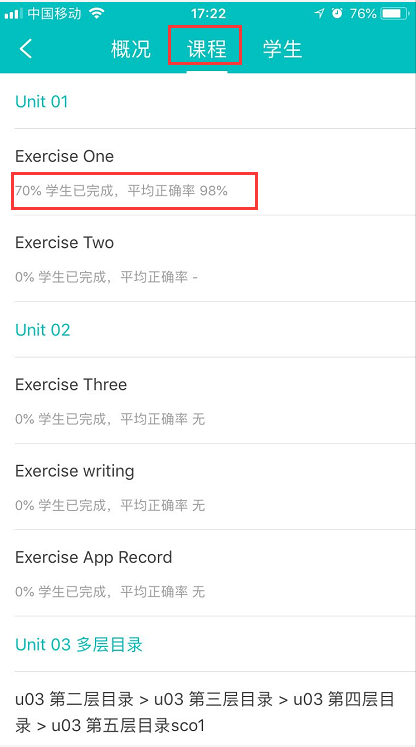 中国移动 17:22 76%
概况 课程 学生
Unit 01
Exercise One
70% 学生已完成，平均正确率 98%
Exercise Two
0% 学生已完成，平均正确率 -
Unit 02
Exercise Three
0% 学生已完成，平均正确率 无
Exercise writing
0% 学生已完成，平均正确率 无
Exercise App Record
0% 学生已完成，平均正确率 无
Unit 03 多层目录
u03 第二层目录 > u03 第三层目录 > u03 第四层目
录 > u03 第五层目录sco1